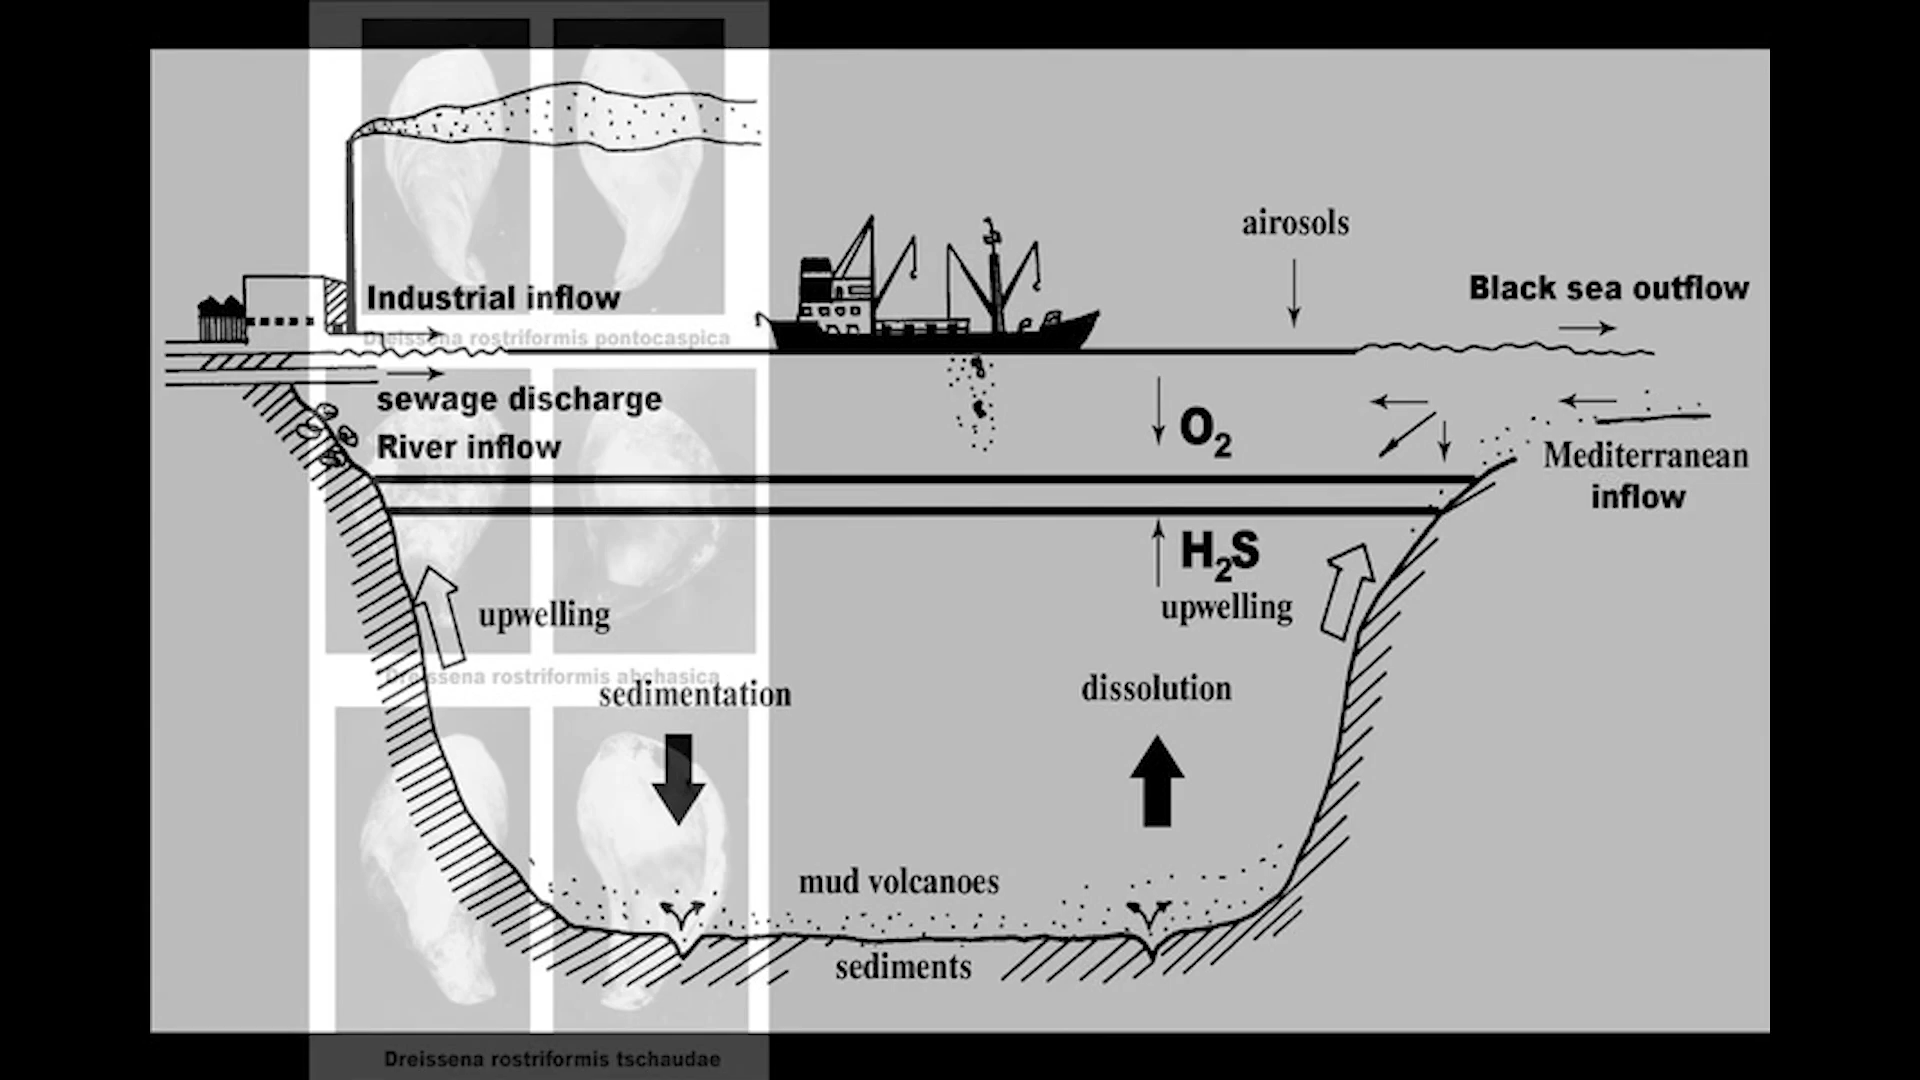 airosols
Black sea outflow
Industrial inflow
Dreissena rostriformis pontocaspica
sewage discharge
River inflow
O2
Mediterranean
inflow
H2S
upwelling
upwelling
Dreissena rostriformis abchasica
sedimentation
dissolution
mud volcanoes
sediments
Dreissena rostriformis tschaudae